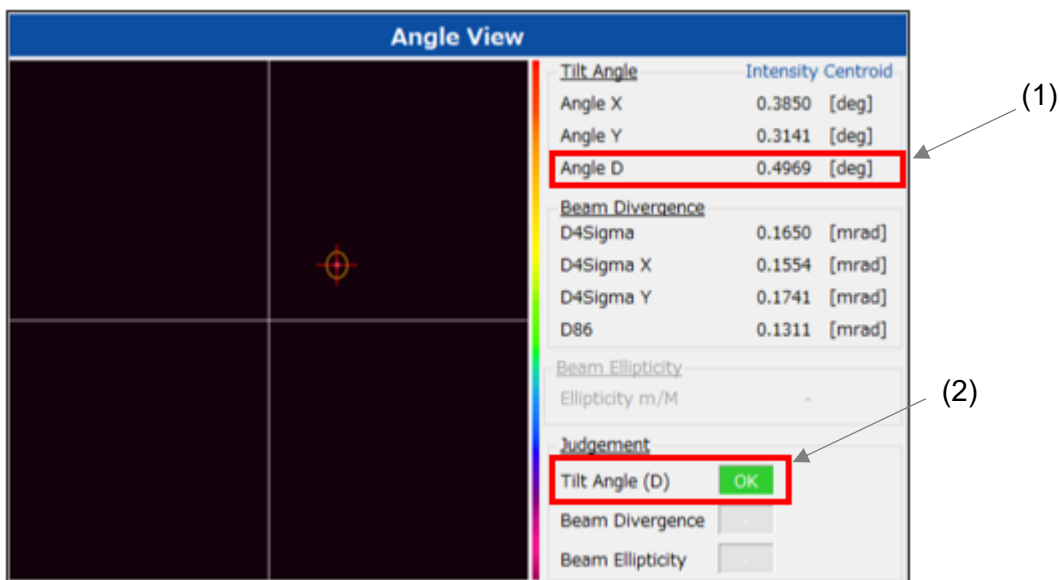 Angle View
Tilt Angle Intensity Centroid
Angle X 0.3850 [deg]
Angle Y 0.3141 [deg]
Angle D 0.4969 [deg]
(1)
Beam Divergence
D4Sigma 0.1650 [mrad]
D4Sigma X 0.1554 [mrad]
D4Sigma Y 0.1741 [mrad]
D86 0.1311 [mrad]
Beam Ellipticity
Ellipticity m/M -
(2)
Judgement
Tilt Angle (D) OK
Beam Divergence -
Beam Ellipticity -